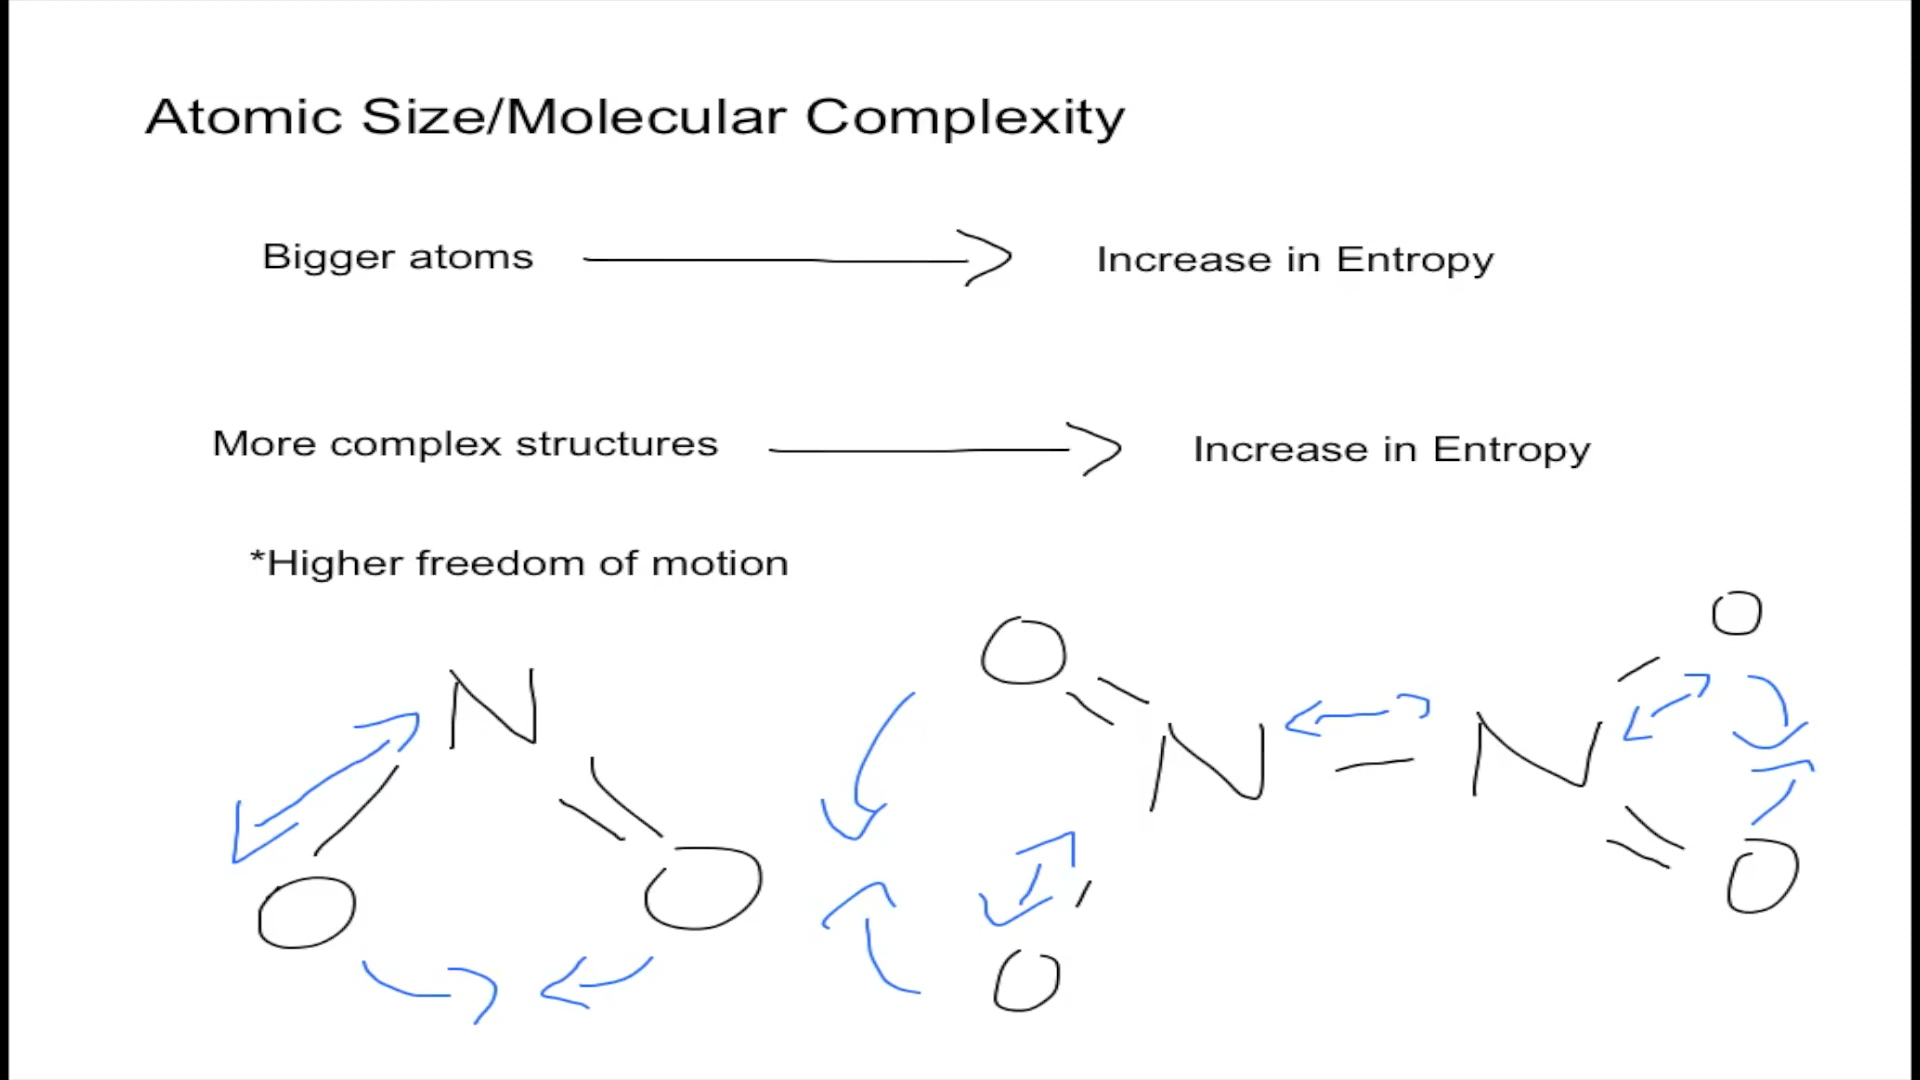 Atomic Size/Molecular Complexity
Bigger atoms Increase in Entropy
More complex structures Increase in Entropy
*Higher freedom of motion
N
O O
O N N O
O O